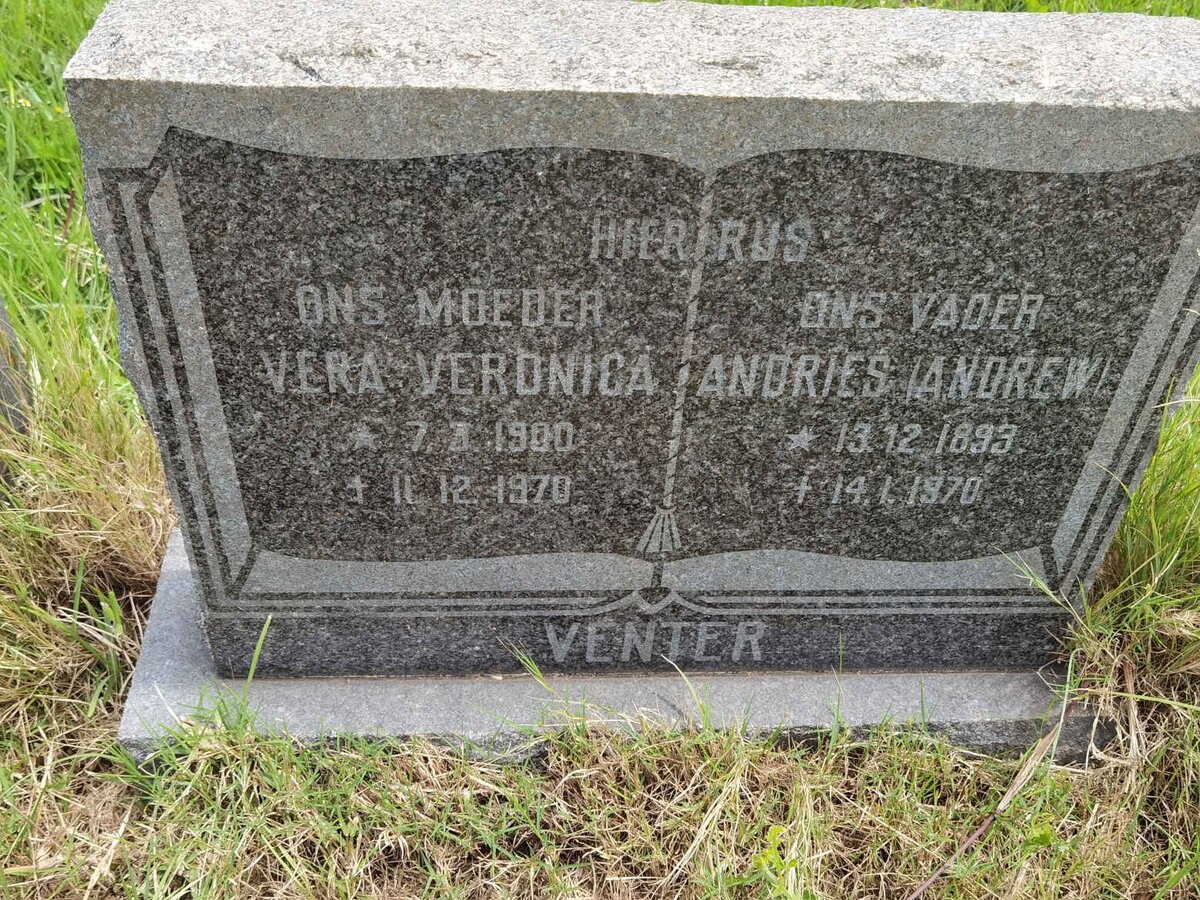 HIER RUS
ONS MOEDER
VERA VERONICA
★ 7.3.1900
† 11.12.1970
ONS VADER
ANDRIES (ANDREW)
★ 13.12.1893
† 14.1.1970
VENTER